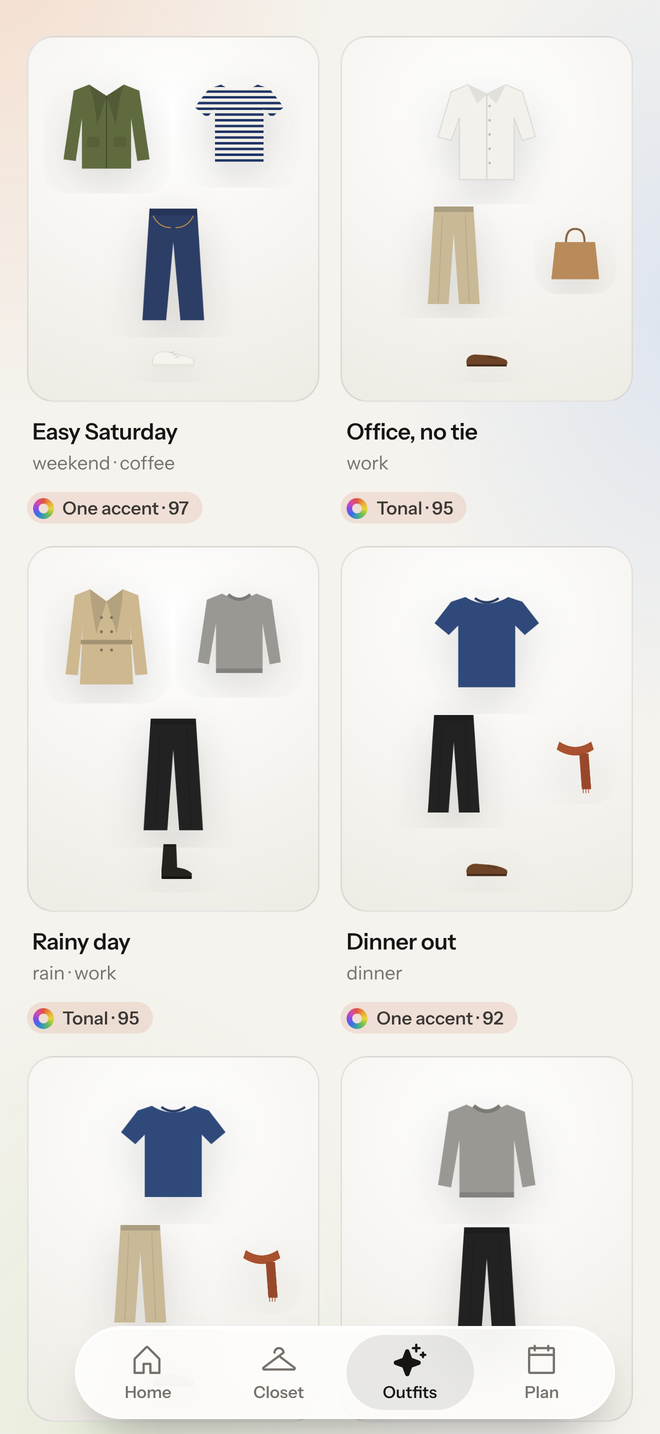 Easy Saturday
weekend · coffee
One accent · 97
Office, no tie
work
Tonal · 95
Rainy day
rain · work
Tonal · 95
Dinner out
dinner
One accent · 92
Home
Closet
Outfits
Plan